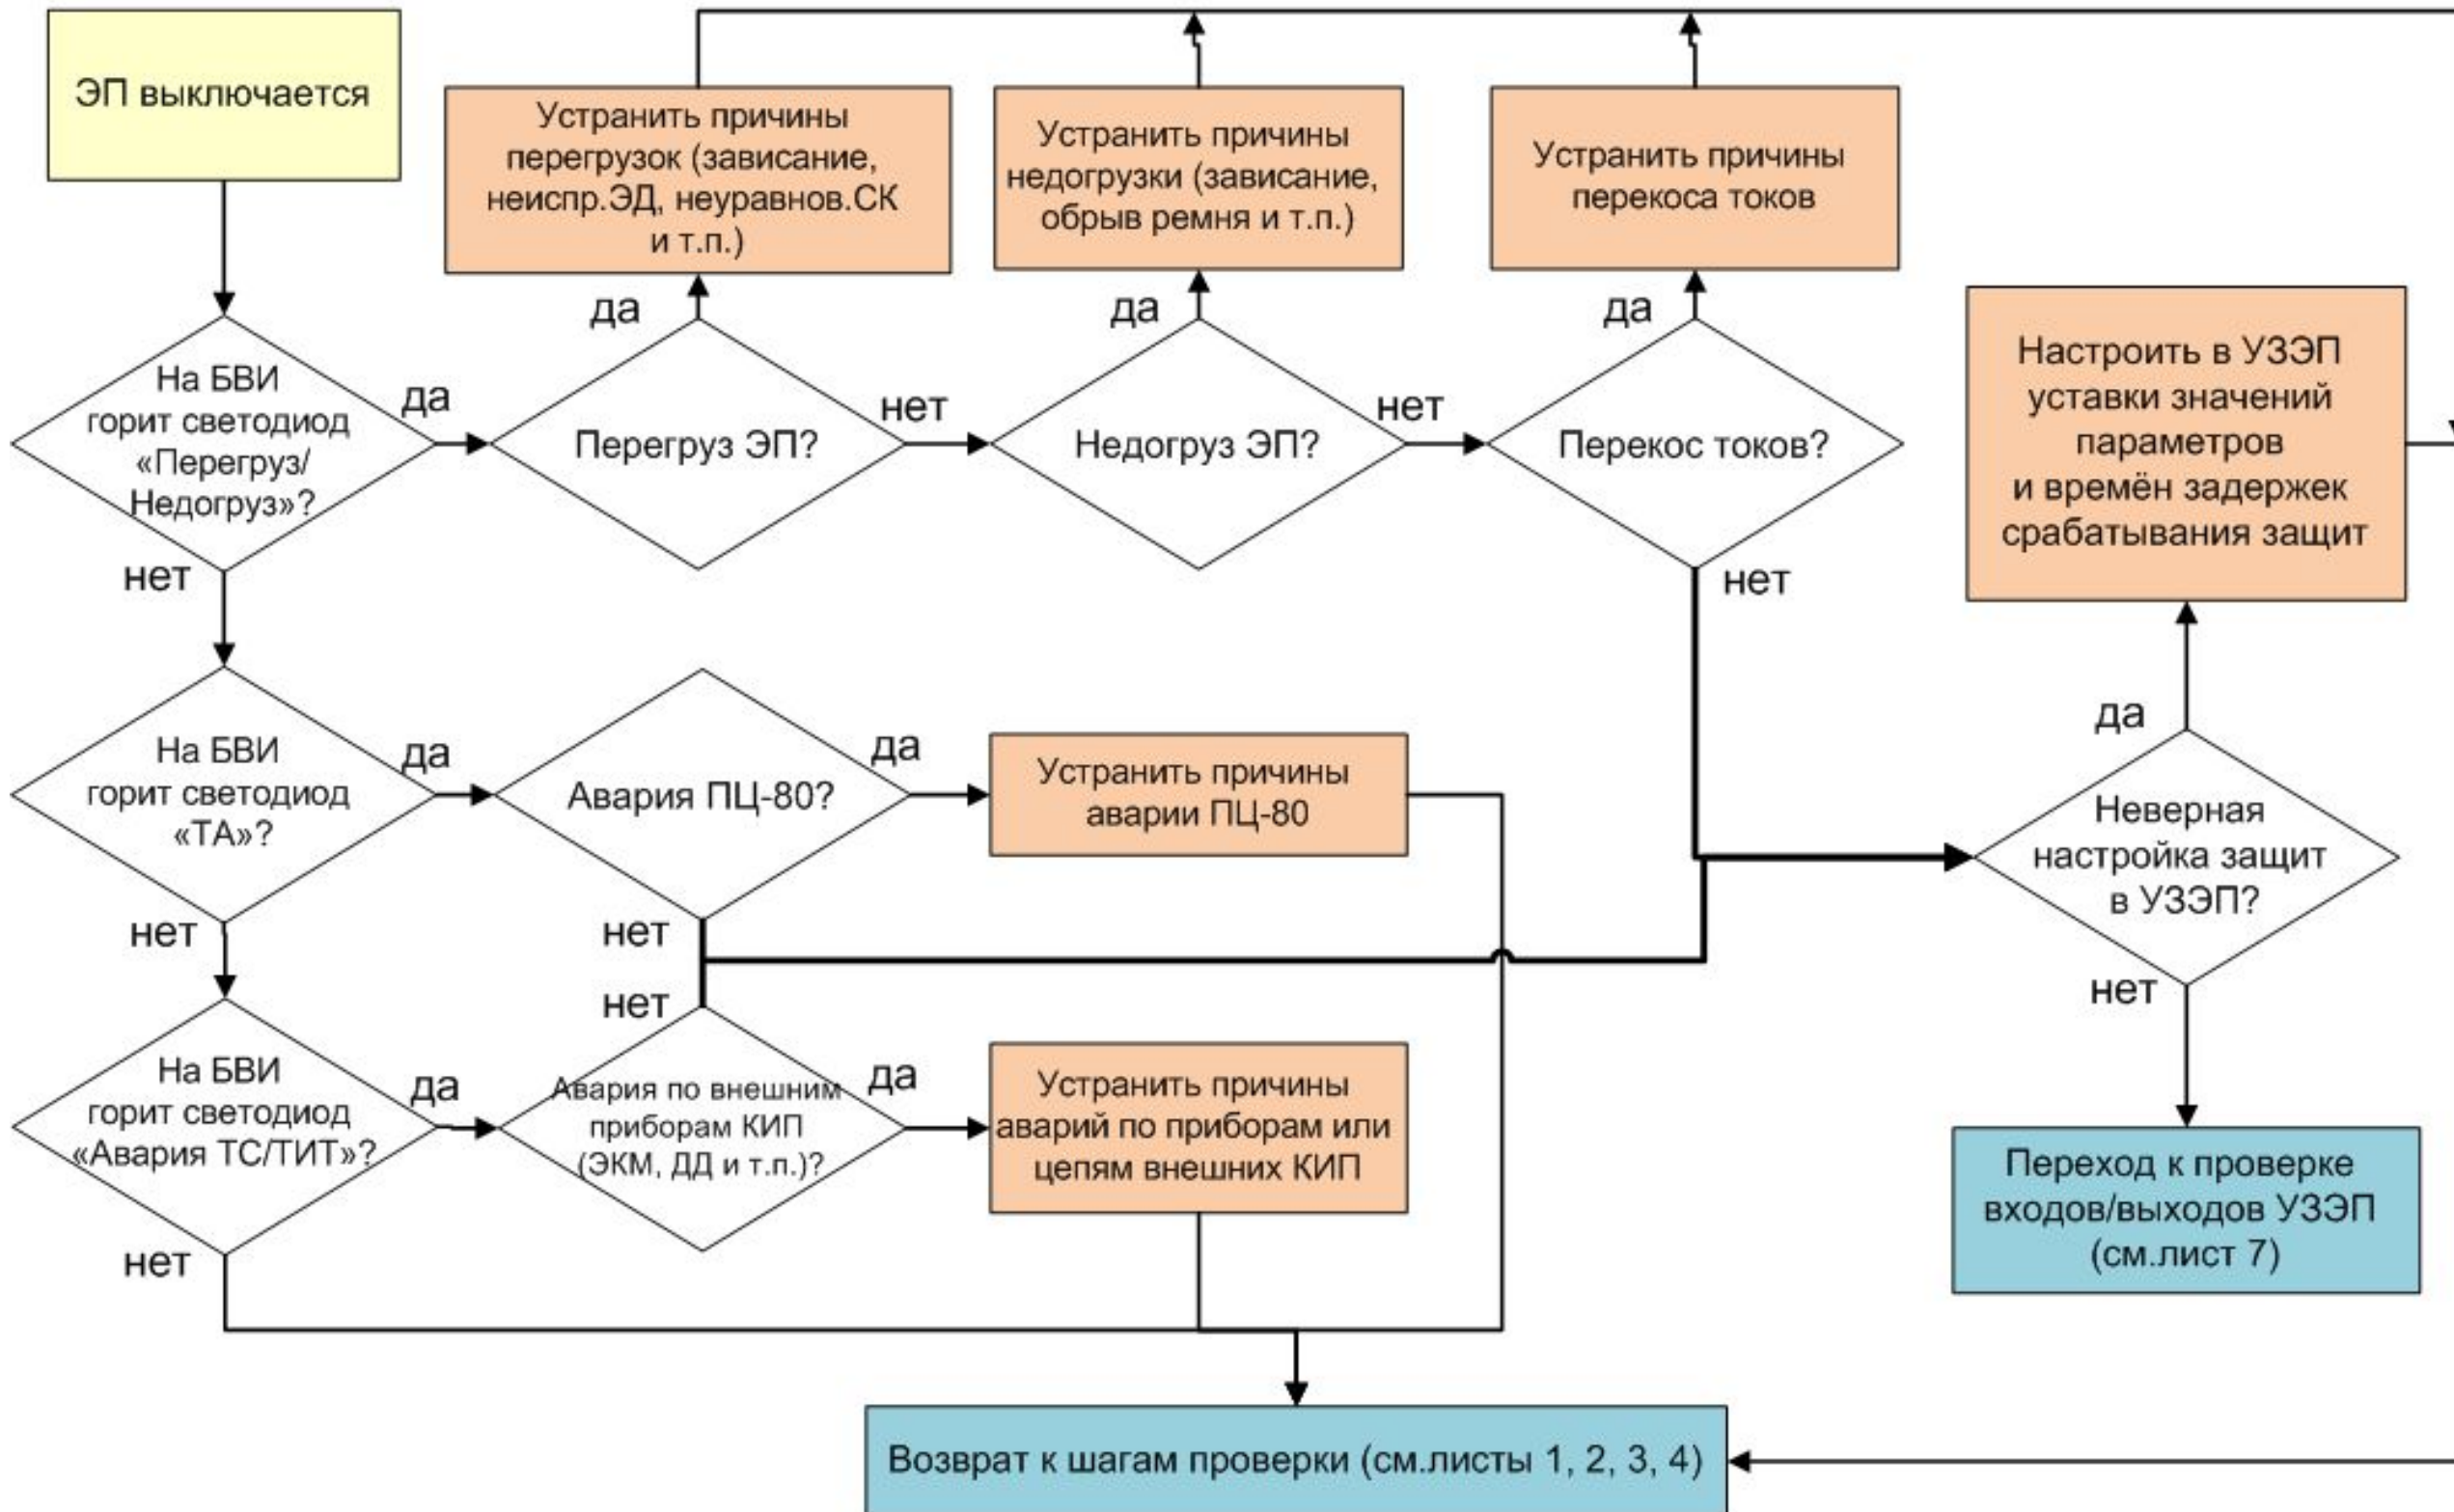 ЭП выключается
Устранить причины
перегрузок (зависание,
неиспр.ЭД, неуравнов.СК
и т.п.)
Устранить причины
недогрузки (зависание,
обрыв ремня и т.п.)
Устранить причины
перекоса токов
да
да
да
На БВИ
горит светодиод
«Перегруз/
Недогруз»?
да
Перегруз ЭП?
нет
Недогруз ЭП?
нет
Перекос токов?
Настроить в УЗЭП
уставки значений
параметров
и времён задержек
срабатывания защит
нет
нет
На БВИ
горит светодиод
«ТА»?
да
Авария ПЦ-80?
да
Устранить причины
аварии ПЦ-80
да
Неверная
настройка защит
в УЗЭП?
нет
нет
нет
нет
На БВИ
горит светодиод
«Авария ТС/ТИТ»?
да
Авария по внешним
приборам КИП
(ЭКМ, ДД и т.п.)?
да
Устранить причины
аварий по приборам или
цепям внешних КИП
Переход к проверке
входов/выходов УЗЭП
(см.лист 7)
нет
Возврат к шагам проверки (см.листы 1, 2, 3, 4)